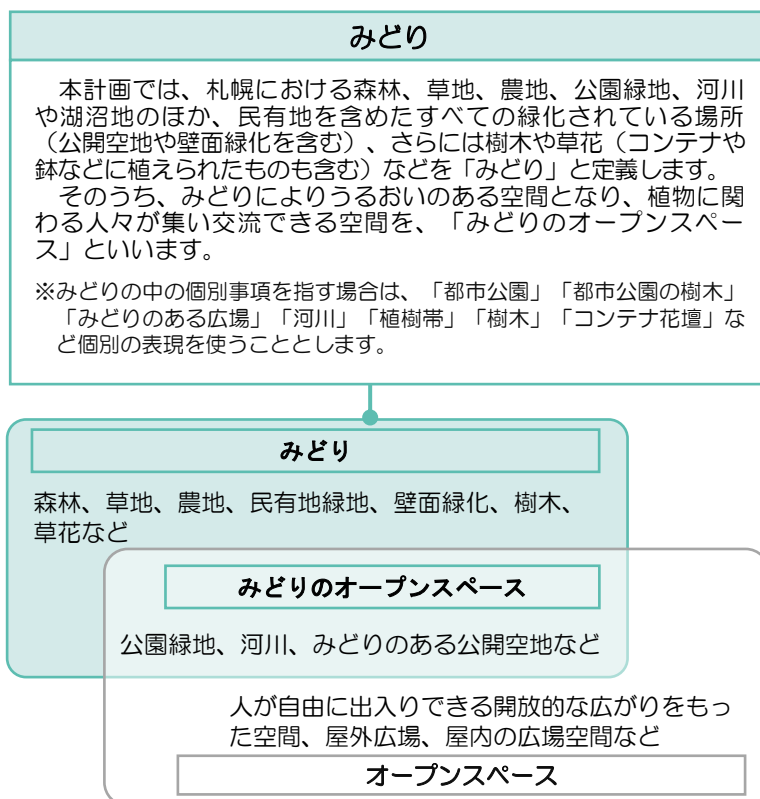 みどり
本計画では、札幌における森林、草地、農地、公園緑地、河川
や湖沼地のほか、民有地を含めたすべての緑化されている場所
（公開空地や壁面緑化を含む）、さらには樹木や草花（コンテナや
鉢などに植えられたものも含む）などを「みどり」と定義します。
そのうち、みどりによりうるおいのある空間となり、植物に関
わる人々が集い交流できる空間を、「みどりのオープンスペー
ス」といいます。
※みどりの中の個別事項を指す場合は、「都市公園」「都市公園の樹木」
「みどりのある広場」「河川」「植樹帯」「樹木」「コンテナ花壇」な
ど個別の表現を使うこととします。
みどり
森林、草地、農地、民有地緑地、壁面緑化、樹木、
草花など
みどりのオープンスペース
公園緑地、河川、みどりのある公開空地など
人が自由に出入りできる開放的な広がりをもっ
た空間、屋外広場、屋内の広場空間など
オープンスペース